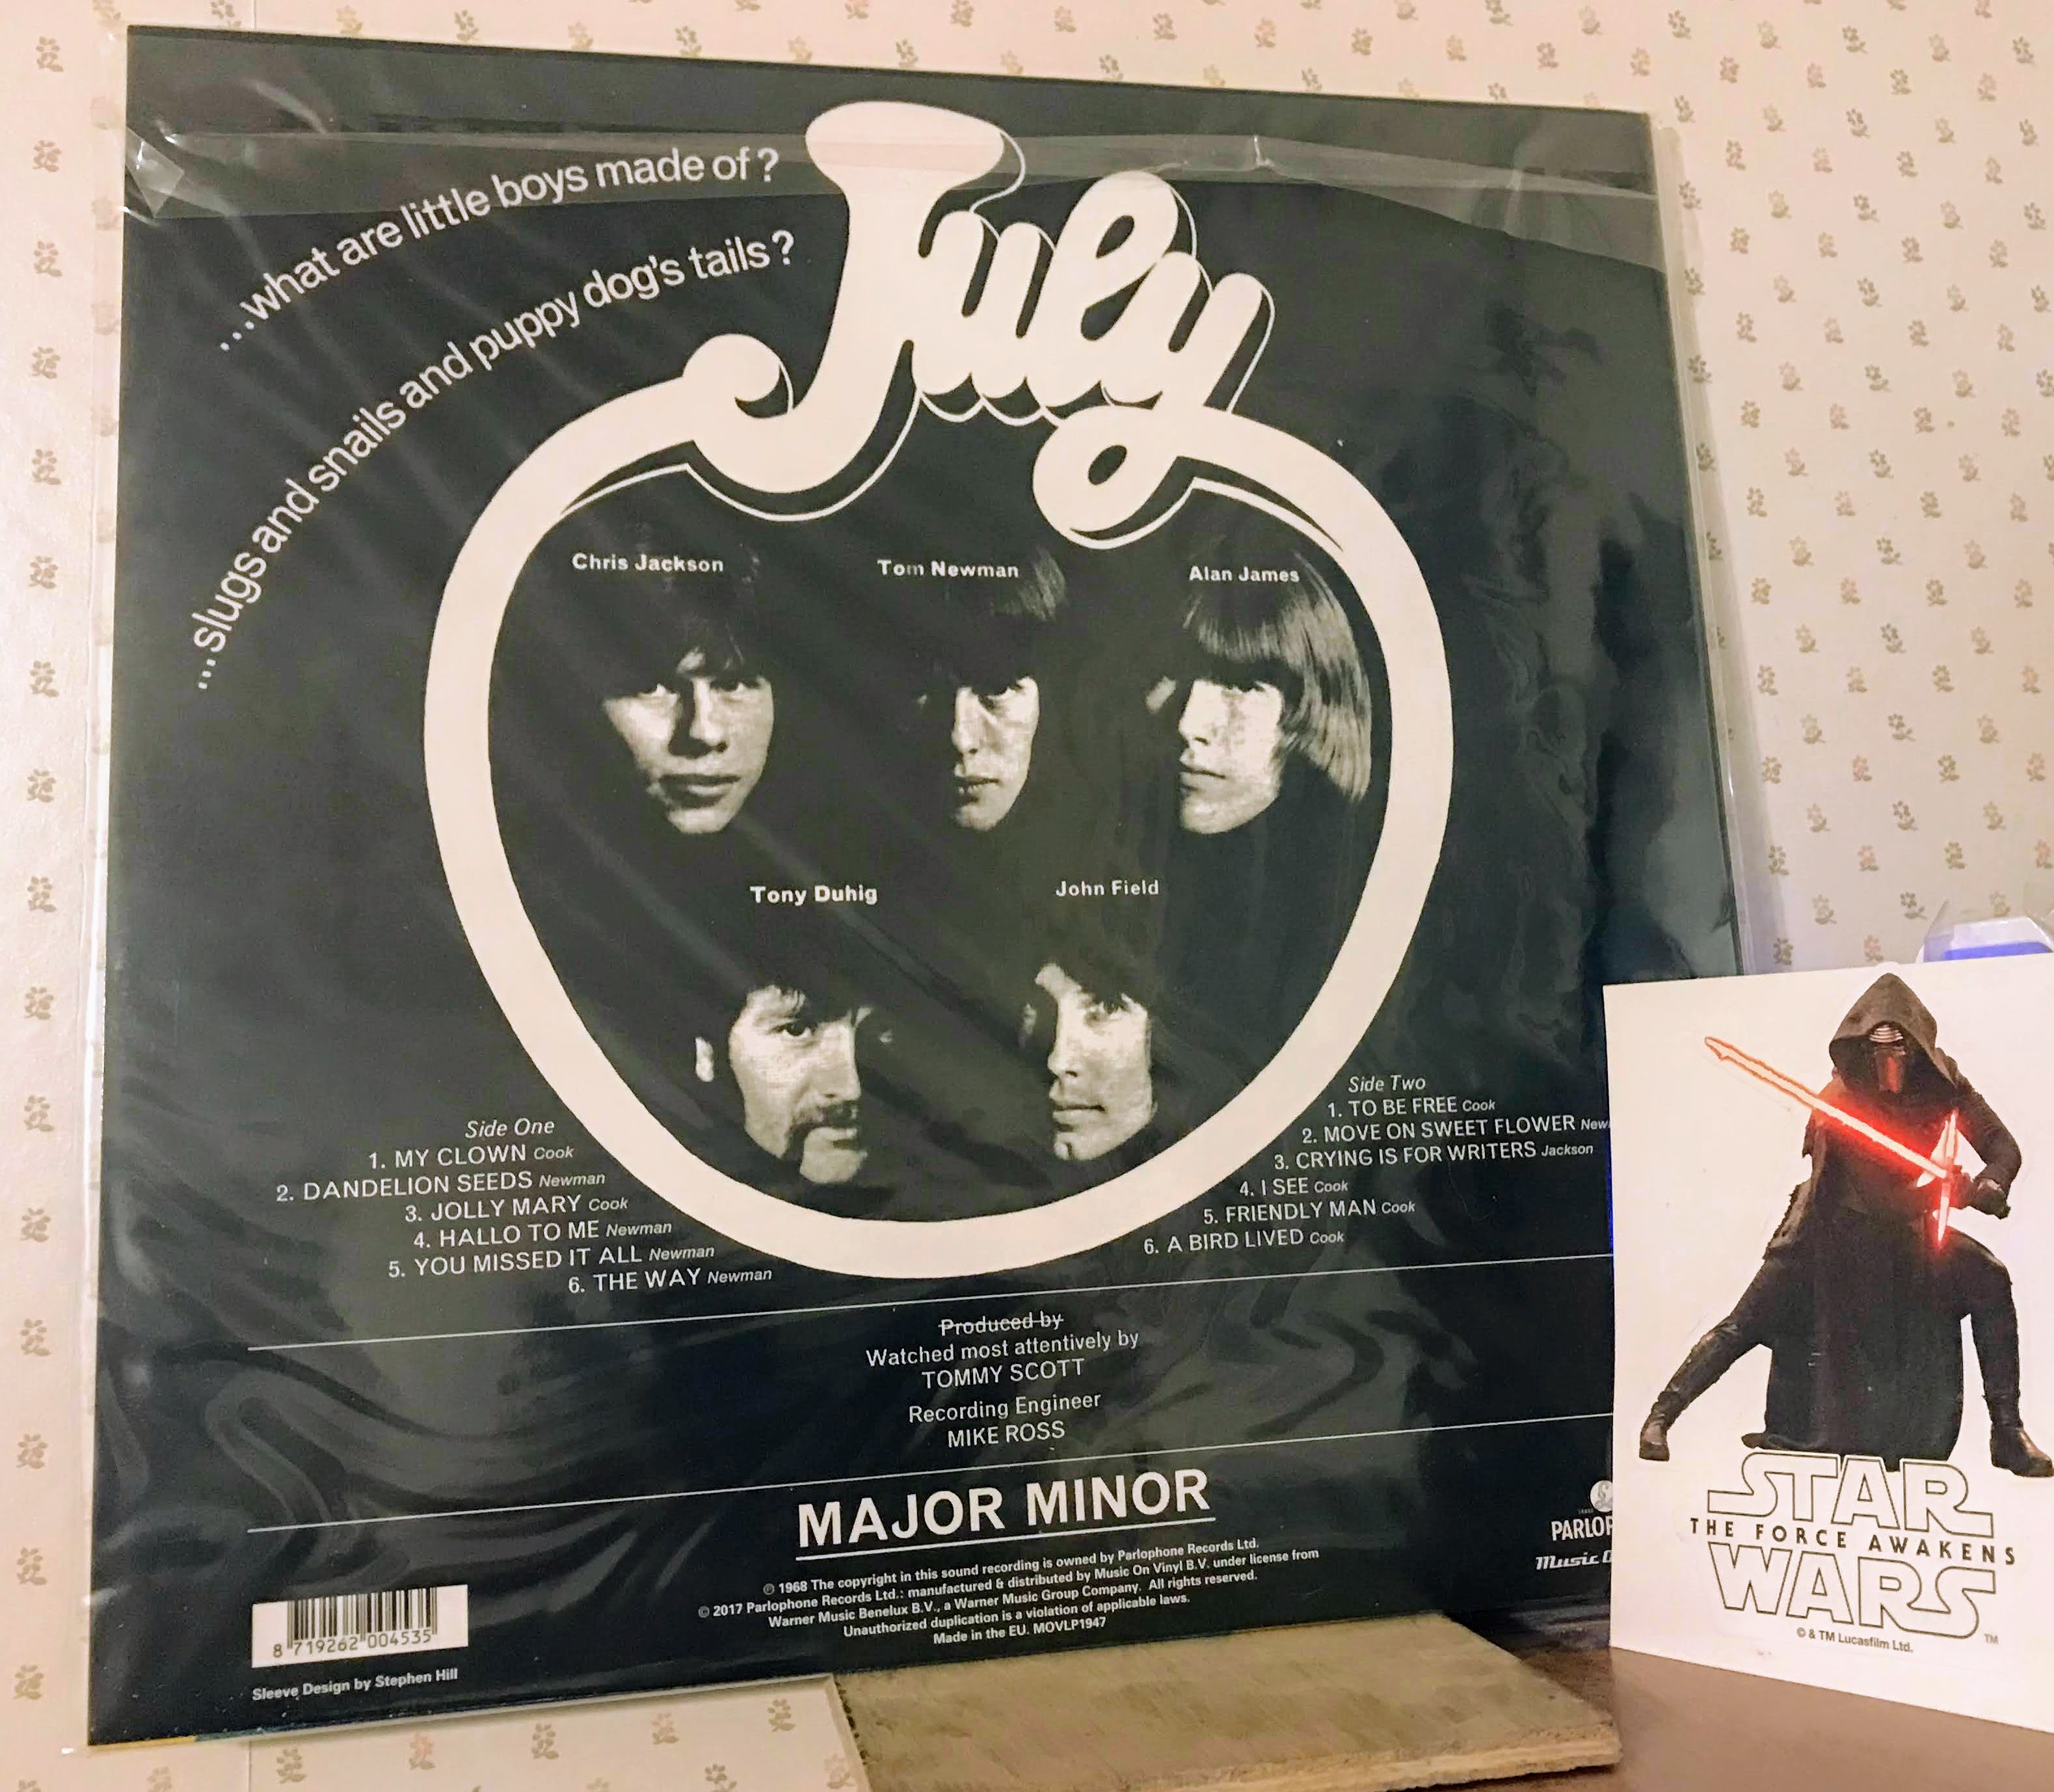 ...what are little boys made of?
...slugs and snails and puppy dog's tails?
July
Chris Jackson
Tom Newman
Alan James
Tony Duhig
John Field
Side One
1. MY CLOWN Cook
2. DANDELION SEEDS Newman
3. JOLLY MARY Cook
4. HALLO TO ME Newman
5. YOU MISSED IT ALL Newman
6. THE WAY Newman
Side Two
1. TO BE FREE Cook
2. MOVE ON SWEET FLOWER New
3. CRYING IS FOR WRITERS Jackson
4. I SEE Cook
5. FRIENDLY MAN Cook
6. A BIRD LIVED Cook
Produced by
Watched most attentively by
TOMMY SCOTT
Recording Engineer
MIKE ROSS
MAJOR MINOR
℗ 1968 The copyright in this sound recording is owned by Parlophone Records Ltd.
© 2017 Parlophone Records Ltd.: manufactured & distributed by Music On Vinyl B.V. under license from
Warner Music Benelux B.V., a Warner Music Group Company. All rights reserved.
Unauthorized duplication is a violation of applicable laws.
Made in the EU. MOVLP1947
8 719262 004535
Sleeve Design by Stephen Hill
PARLOP
Music O
STAR
THE FORCE AWAKENS
WARS
TM
© & TM Lucasfilm Ltd.